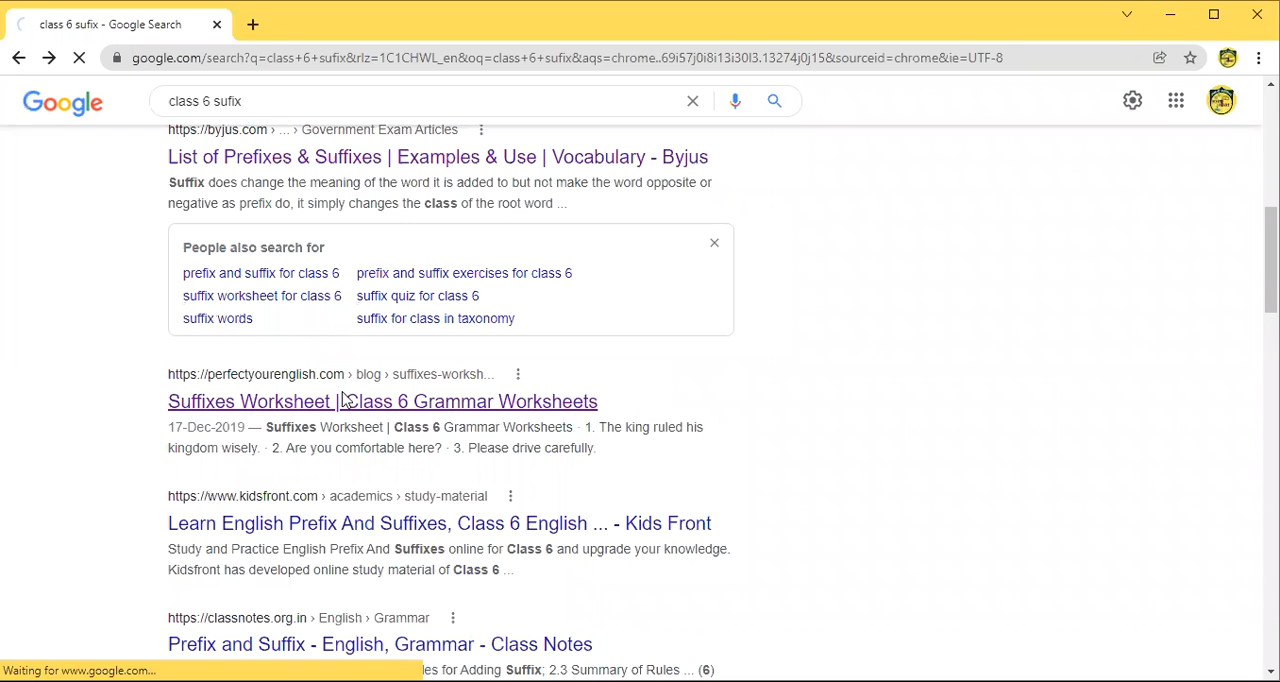 class 6 sufix - Google Search
google.com/search?q=class+6+sufix&rlz=1C1CHWL_en&oq=class+6+sufix&aqs=chrome..69i57j0i8i13i30l3.13274j0j15&sourceid=chrome&ie=UTF-8
Google
class 6 sufix
https://byjus.com › ... › Government Exam Articles
List of Prefixes & Suffixes | Examples & Use | Vocabulary - Byjus
Suffix does change the meaning of the word it is added to but not make the word opposite or
negative as prefix do, it simply changes the class of the root word ...
People also search for
prefix and suffix for class 6 prefix and suffix exercises for class 6
suffix worksheet for class 6 suffix quiz for class 6
suffix words suffix for class in taxonomy
https://perfectyourenglish.com › blog › suffixes-worksh...
Suffixes Worksheet | Class 6 Grammar Worksheets
17-Dec-2019 — Suffixes Worksheet | Class 6 Grammar Worksheets · 1. The king ruled his
kingdom wisely. · 2. Are you comfortable here? · 3. Please drive carefully.
https://www.kidsfront.com › academics › study-material
Learn English Prefix And Suffixes, Class 6 English ... - Kids Front
Study and Practice English Prefix And Suffixes online for Class 6 and upgrade your knowledge.
Kidsfront has developed online study material of Class 6 ...
https://classnotes.org.in › English › Grammar
Prefix and Suffix - English, Grammar - Class Notes
Waiting for www.google.com...
les for Adding Suffix; 2.3 Summary of Rules ... (6)